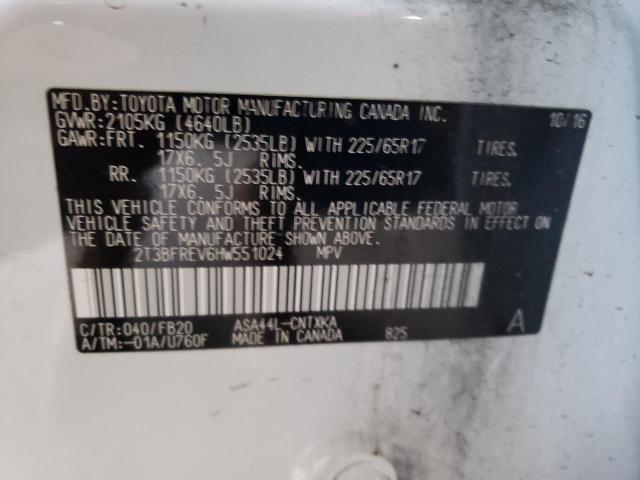 MFD.BY:TOYOTA MOTOR MANUFACTURING CANADA INC. 10/16
GVWR:2105KG (4640LB)
GAWR:FRT. 1150KG (2535LB) WITH 225/65R17 TIRES,
17X6. 5J RIMS.
RR. 1150KG (2535LB) WITH 225/65R17 TIRES,
17X6. 5J RIMS.
THIS VEHICLE CONFORMS TO ALL APPLICABLE FEDERAL MOTOR
VEHICLE SAFETY AND THEFT PREVENTION STANDARDS IN EFFECT ON
THE DATE OF MANUFACTURE SHOWN ABOVE.
2T3BFREV6HW551024 MPV
C/TR:040/FB20 ASA44L-CNTXKA A
A/TM:-01A/U760F MADE IN CANADA 825